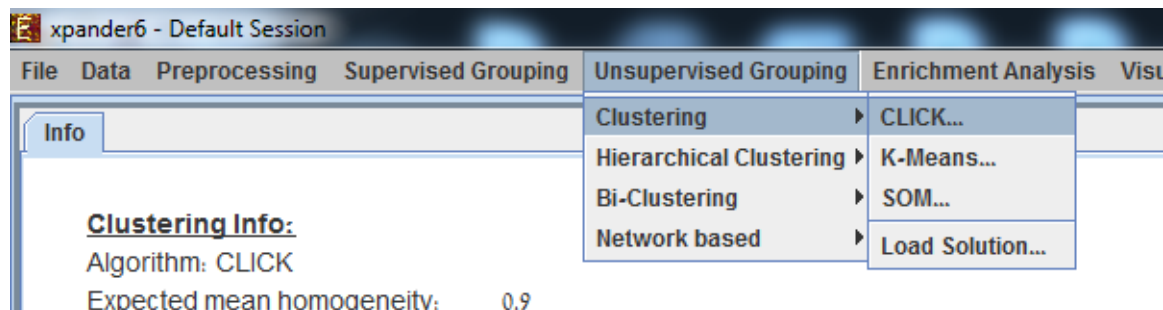 xpander6 - Default Session
File Data Preprocessing Supervised Grouping Unsupervised Grouping Enrichment Analysis
Info
Clustering
Hierarchical Clustering
Bi-Clustering
Network based
CLICK...
K-Means...
SOM...
Load Solution...
Clustering Info:
Algorithm: CLICK
Expected mean homogeneity: 0.9